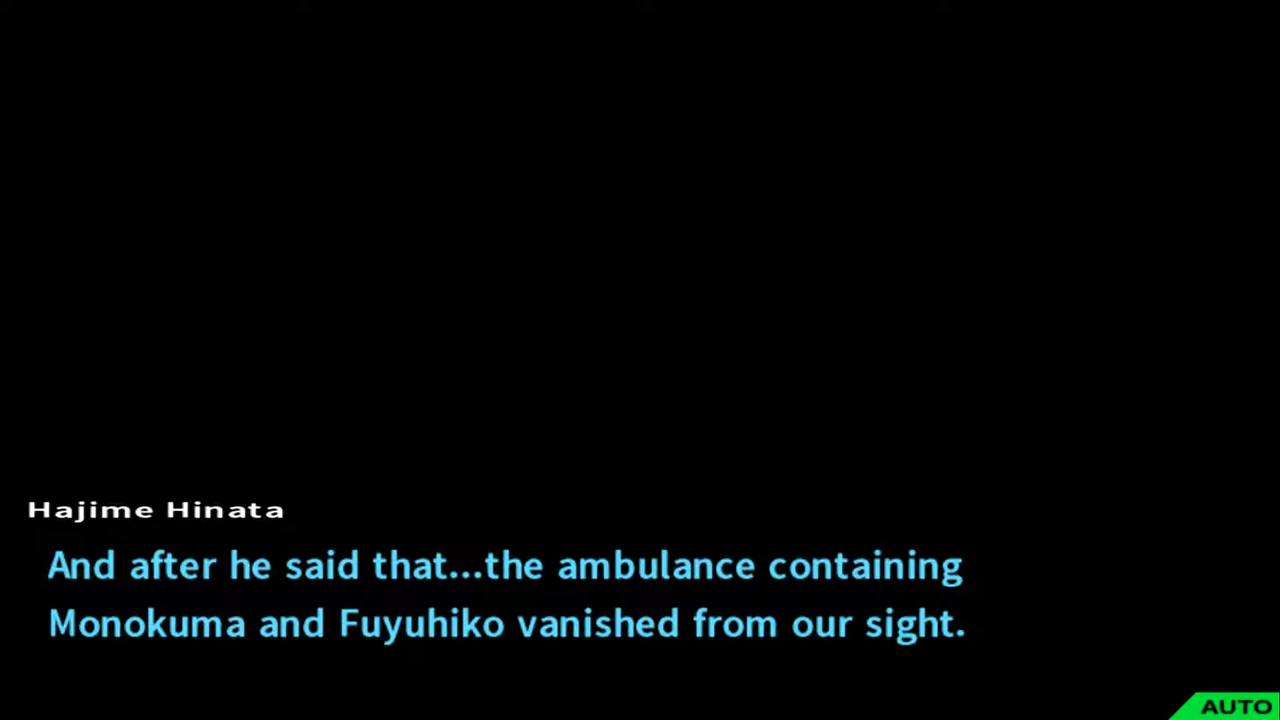 Hajime Hinata
And after he said that...the ambulance containing
Monokuma and Fuyuhiko vanished from our sight.
AUTO